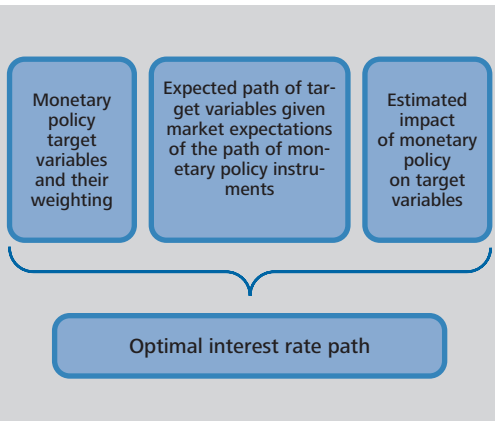 Monetary
policy
target
variables
and their
weighting
Expected path of tar-
get variables given
market expectations
of the path of mon-
etary policy instru-
ments
Estimated
impact
of monetary
policy
on target
variables
Optimal interest rate path